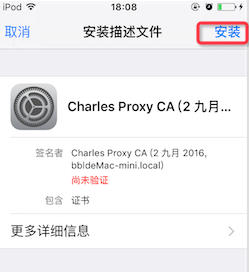 iPod 18:08
取消 安装描述文件 安装
Charles Proxy CA (2 九月 2
签名者 Charles Proxy CA (2 九月 2016,
bbldeMac-mini.local)
尚未验证
包含 证书
更多详细信息